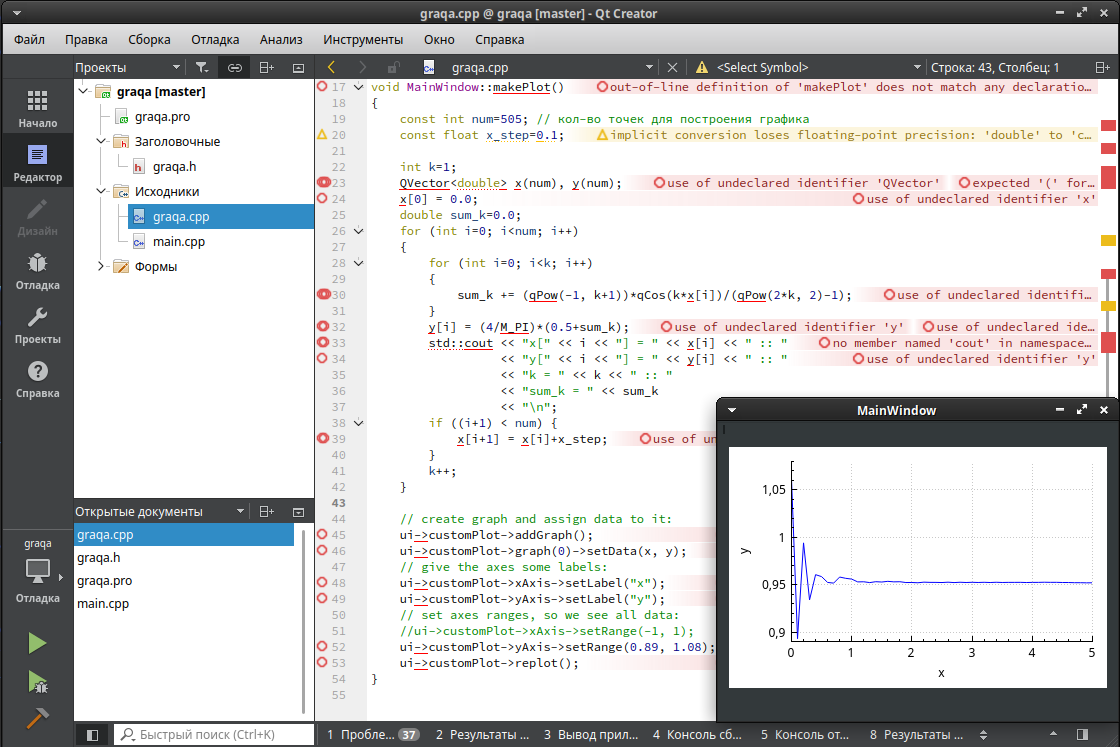 graqa.cpp @ graqa [master] - Qt Creator
Файл Правка Сборка Отладка Анализ Инструменты Окно Справка
Проекты
graqa.cpp
<Select Symbol>
Строка: 43, Столбец: 1
Начало
Редактор
Дизайн
Отладка
Проекты
Справка
graqa
Отладка
graqa [master]
graqa.pro
Заголовочные
graqa.h
Исходники
graqa.cpp
main.cpp
Формы
Открытые документы
graqa.cpp
graqa.h
graqa.pro
main.cpp
17 void MainWindow::makePlot() out-of-line definition of 'makePlot' does not match any declaratio…
18 {
19 const int num=505; // кол-во точек для построения графика
20 const float x_step=0.1; implicit conversion loses floating-point precision: 'double' to 'c…
21
22 int k=1;
23 QVector<double> x(num), y(num); use of undeclared identifier 'QVector' expected '(' for…
24 x[0] = 0.0; use of undeclared identifier 'x'
25 double sum_k=0.0;
26 for (int i=0; i<num; i++)
27 {
28 for (int i=0; i<k; i++)
29 {
30 sum_k += (qPow(-1, k+1))*qCos(k*x[i])/(qPow(2*k, 2)-1); use of undeclared identifi…
31 }
32 y[i] = (4/M_PI)*(0.5+sum_k); use of undeclared identifier 'y' use of undeclared ide…
33 std::cout << "x[" << i << "] = " << x[i] << " :: " no member named 'cout' in namespace…
34 << "y[" << i << "] = " << y[i] << " :: " use of undeclared identifier 'y'
35 << "k = " << k << " :: "
36 << "sum_k = " << sum_k
37 << "\n";
38 if ((i+1) < num) {
39 x[i+1] = x[i]+x_step; use of un
40 }
41 k++;
42 }
43
44 // create graph and assign data to it:
45 ui->customPlot->addGraph();
46 ui->customPlot->graph(0)->setData(x, y);
47 // give the axes some labels:
48 ui->customPlot->xAxis->setLabel("x");
49 ui->customPlot->yAxis->setLabel("y");
50 // set axes ranges, so we see all data:
51 //ui->customPlot->xAxis->setRange(-1, 1);
52 ui->customPlot->yAxis->setRange(0.89, 1.08);
53 ui->customPlot->replot();
54 }
55
MainWindow
1,05
1
0,95
0,9
y
0 1 2 3 4 5
x
Быстрый поиск (Ctrl+K)
1 Пробле… 37 2 Результаты … 3 Вывод прил… 4 Консоль сб… 5 Консоль от… 8 Результаты …